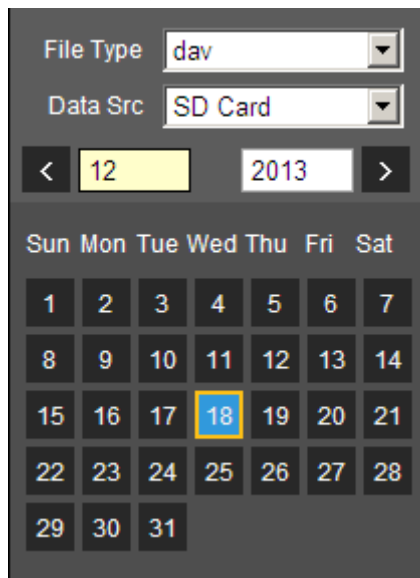 File Type dav
Data Src SD Card
< 12 2013 >
Sun Mon Tue Wed Thu Fri Sat
1 2 3 4 5 6 7
8 9 10 11 12 13 14
15 16 17 18 19 20 21
22 23 24 25 26 27 28
29 30 31